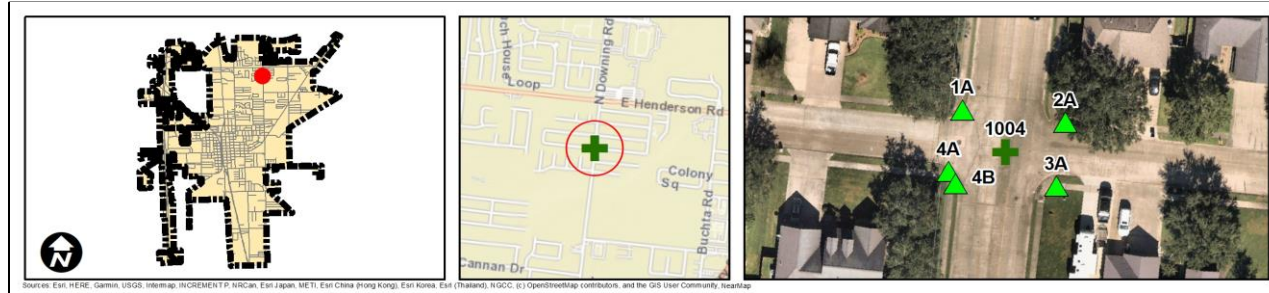 N
ch House
Loop
N Downing Rd
E Henderson Rd
Colony
Sq
Buchta Rd
Cannan Dr
1A
2A
1004
4A
4B
3A
Sources: Esri, HERE, Garmin, USGS, Intermap, INCREMENT P, NRCan, Esri Japan, METI, Esri China (Hong Kong), Esri Korea, Esri (Thailand), NGCC, (c) OpenStreetMap contributors, and the GIS User Community, NearMap